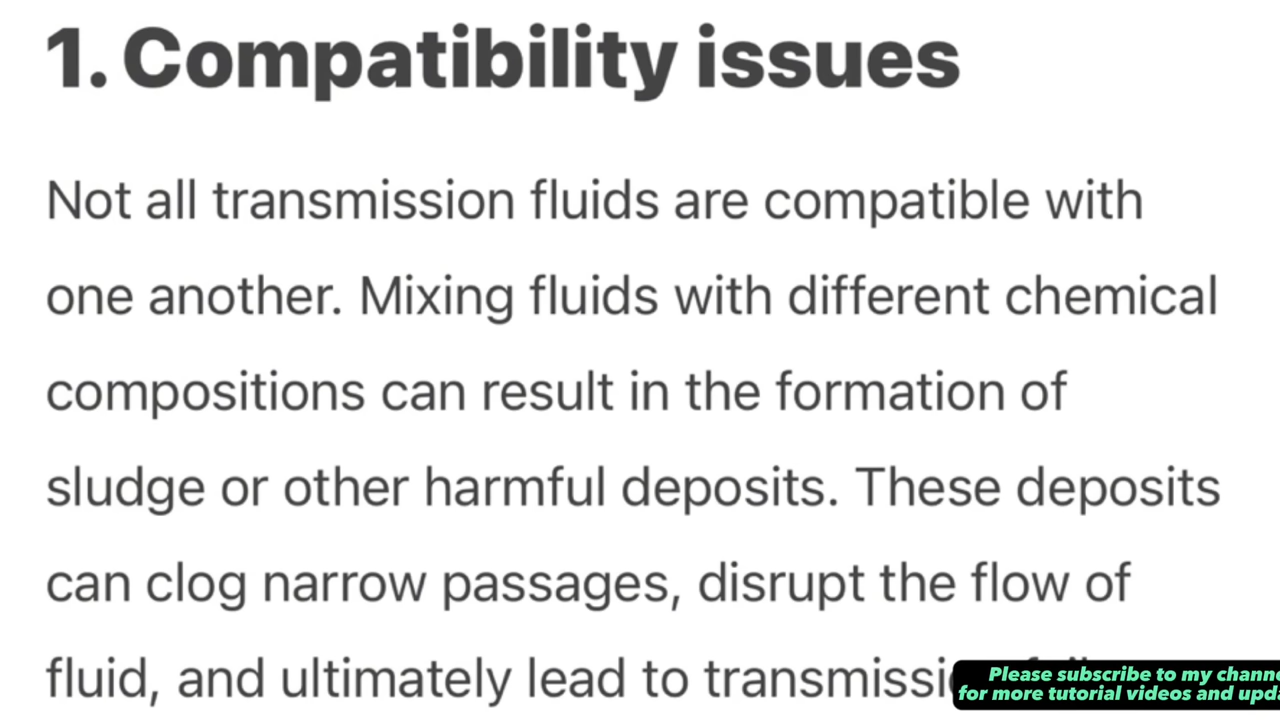 1. Compatibility issues
Not all transmission fluids are compatible with
one another. Mixing fluids with different chemical
compositions can result in the formation of
sludge or other harmful deposits. These deposits
can clog narrow passages, disrupt the flow of
fluid, and ultimately lead to
Please subscribe to my
for more tutorial videos and